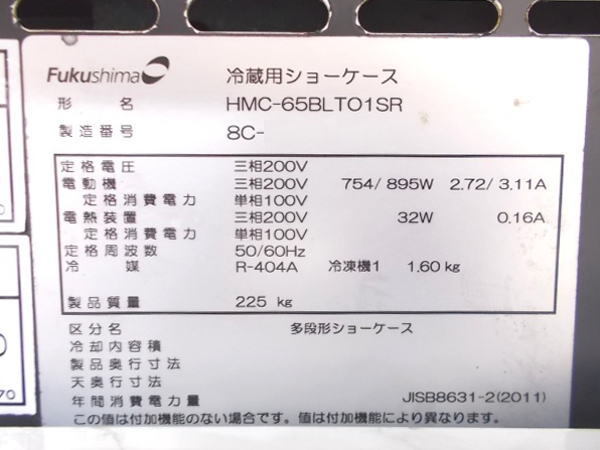 Fukushima 冷蔵用ショーケース
形名 HMC-65BLTO1SR
製造番号 8C-
定格電圧 三相200V
電動機 三相200V 754/895W 2.72/3.11A
定格消費電力 単相100V
電熱装置 三相200V 32W 0.16A
定格消費電力 単相100V
定格周波数 50/60Hz
冷媒 R-404A 冷凍機1 1.60kg
製品質量 225 kg
区分名 多段形ショーケース
冷却内容積
製品奥行寸法
天奥行寸法
年間消費電力量 JISB8631-2(2011)
この値は付加機能のない場合です。値は付加機能により異なります。
70